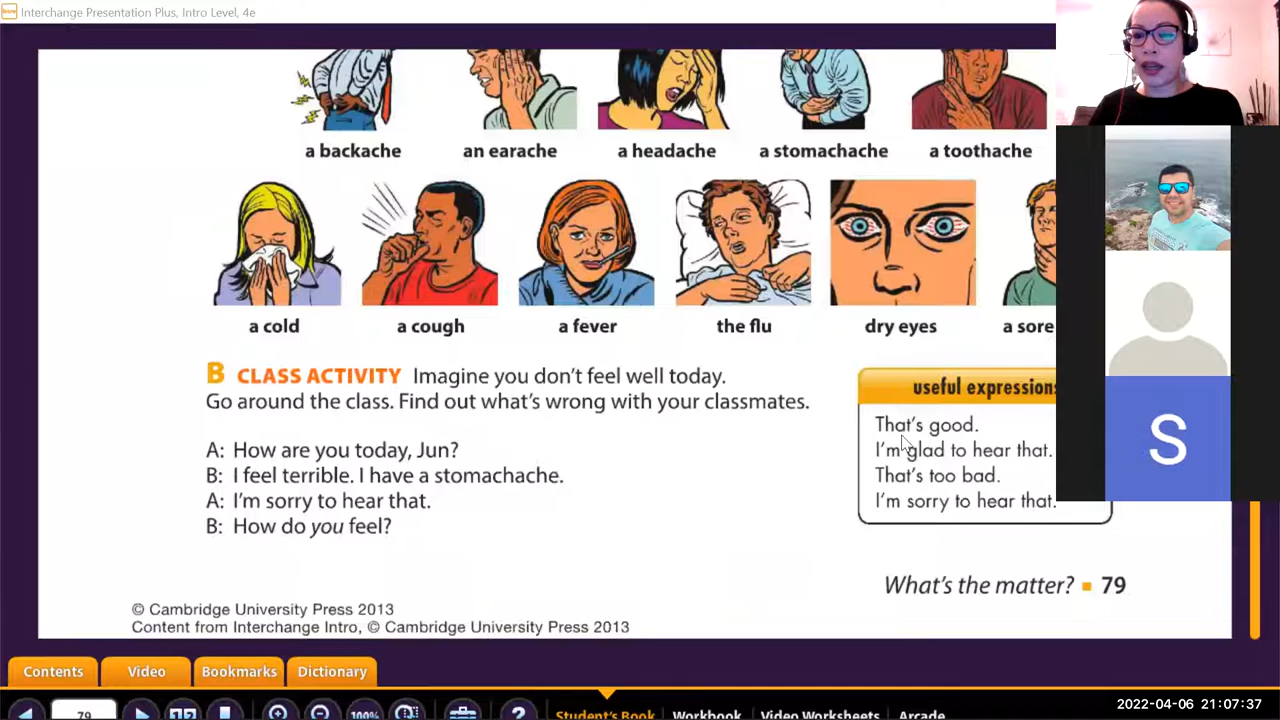 Interchange Presentation Plus, Intro Level, 4e
a backache an earache a headache a stomachache a toothache
a cold a cough a fever the flu dry eyes a sore
B CLASS ACTIVITY Imagine you don't feel well today.
Go around the class. Find out what's wrong with your classmates.
A: How are you today, Jun?
B: I feel terrible. I have a stomachache.
A: I'm sorry to hear that.
B: How do you feel?
useful expressions
That's good.
I'm glad to hear that.
That's too bad.
I'm sorry to hear that.
What's the matter? ▪ 79
© Cambridge University Press 2013
Content from Interchange Intro, © Cambridge University Press 2013
S
Contents Video Bookmarks Dictionary
79 100% ? Student's Book Workbook Video Worksheets Arcade
2022-04-06 21:07:37